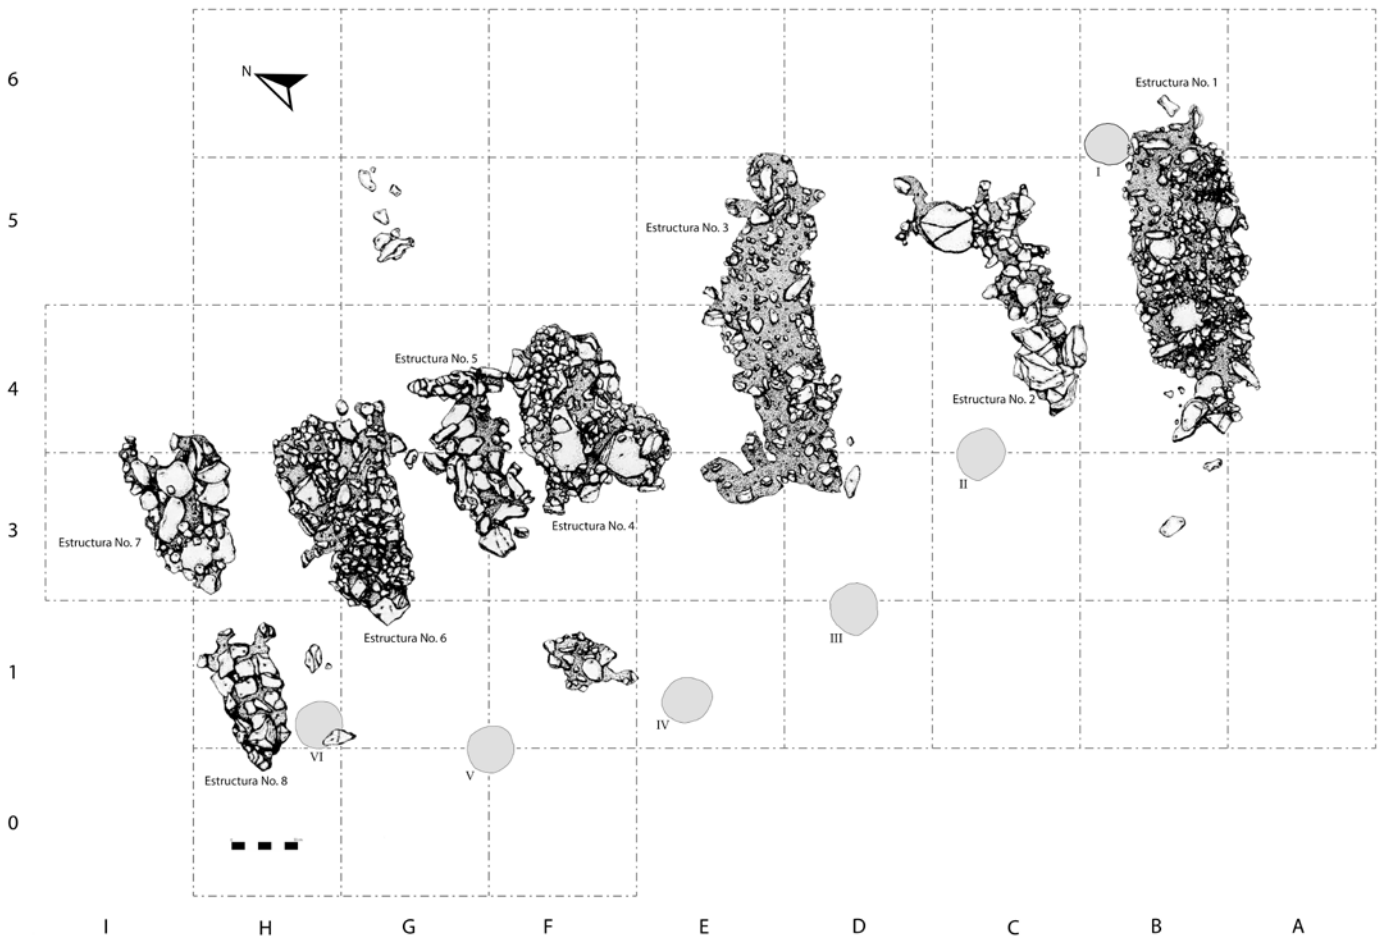 6
N
Estructura No. 1
I
5
Estructura No. 3
Estructura No. 5
4
Estructura No. 2
II
3
Estructura No. 4
Estructura No. 7
Estructura No. 6
III
1
IV
VI
V
Estructura No. 8
0
I H G F E D C B A